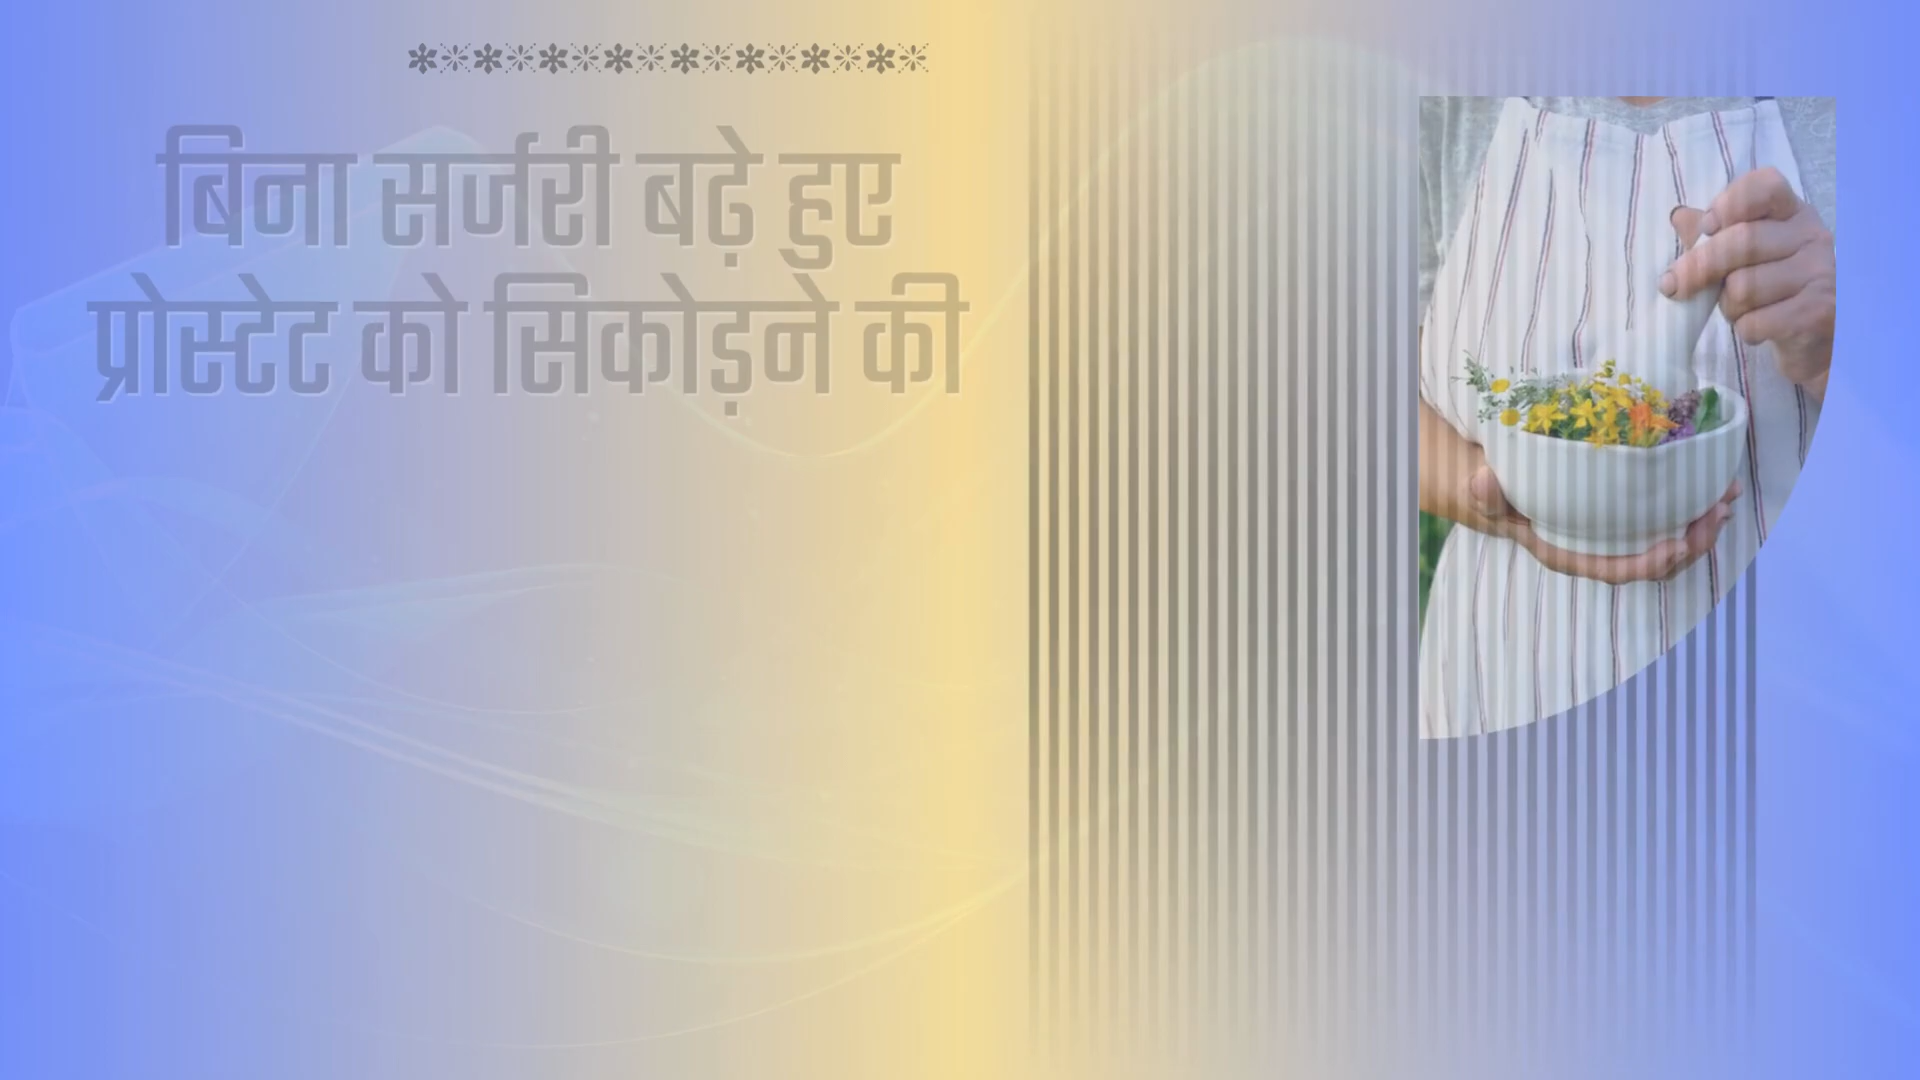 बिना सर्जरी बढ़े हुए
प्रोस्टेट को सिकोड़ने की